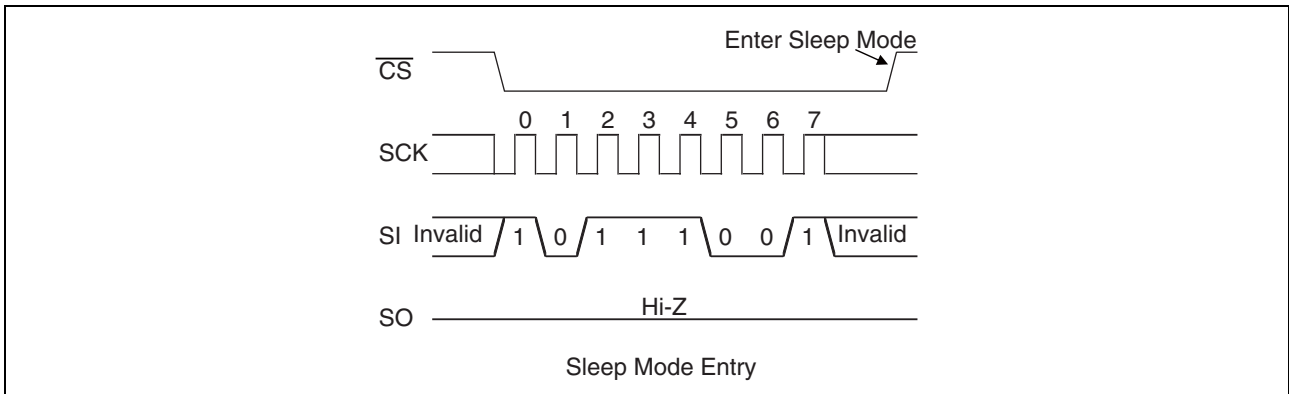 Enter Sleep Mode
CS
0 1 2 3 4 5 6 7
SCK
SI Invalid 1 0 1 1 1 0 0 1 Invalid
Hi-Z
SO
Sleep Mode Entry